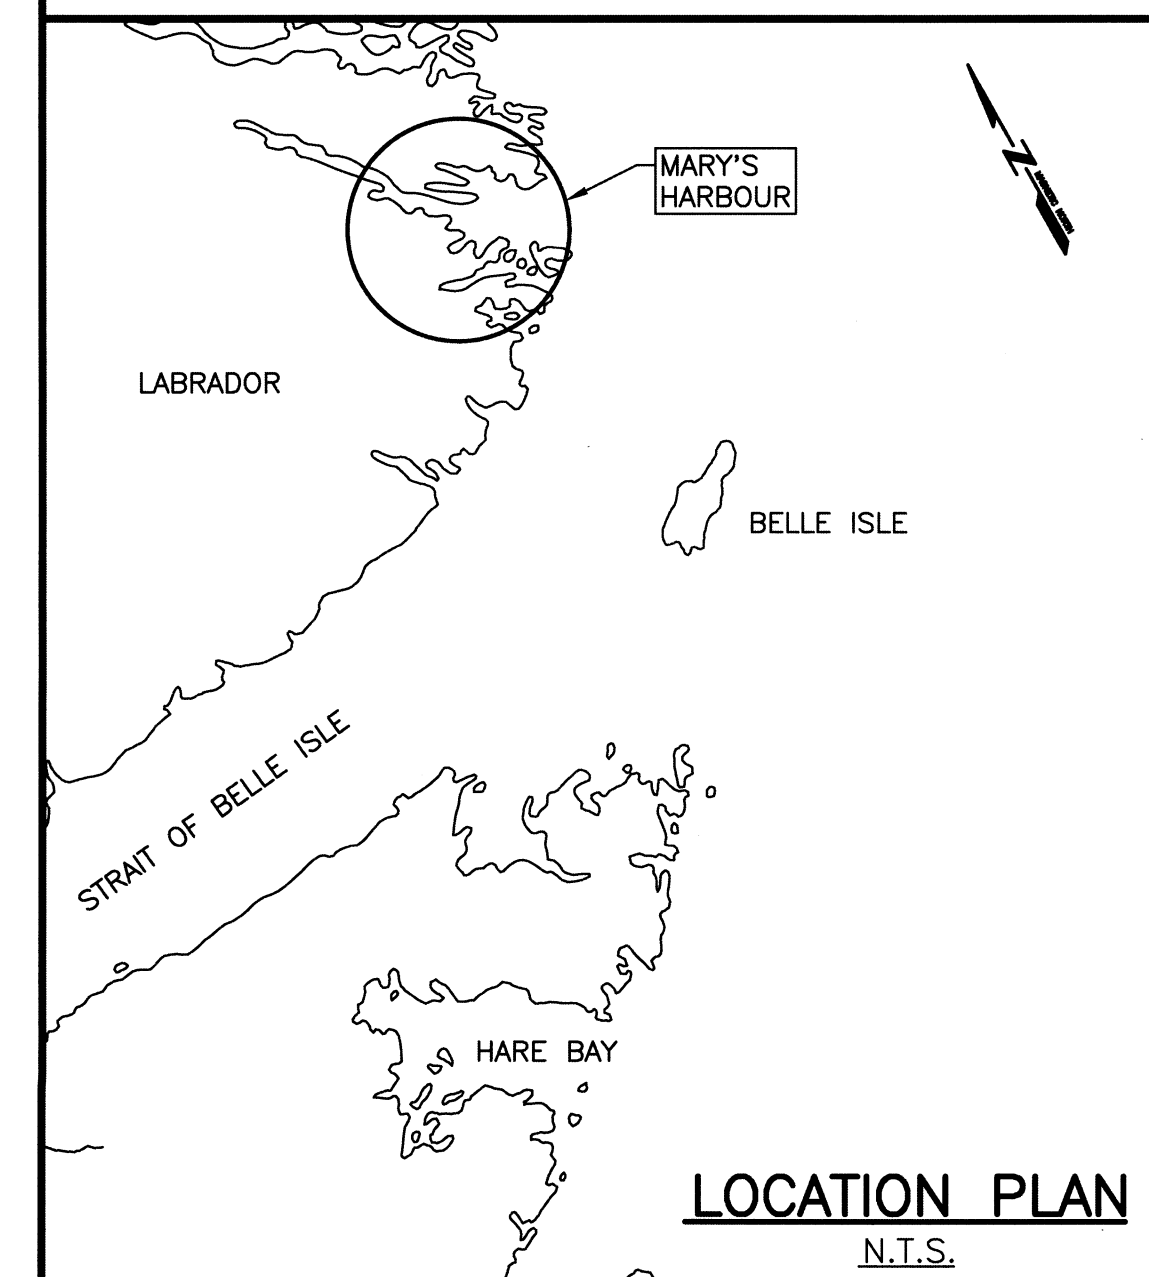 MARY'S
HARBOUR
N
LABRADOR
BELLE ISLE
STRAIT OF BELLE ISLE
HARE BAY
LOCATION PLAN
N.T.S.